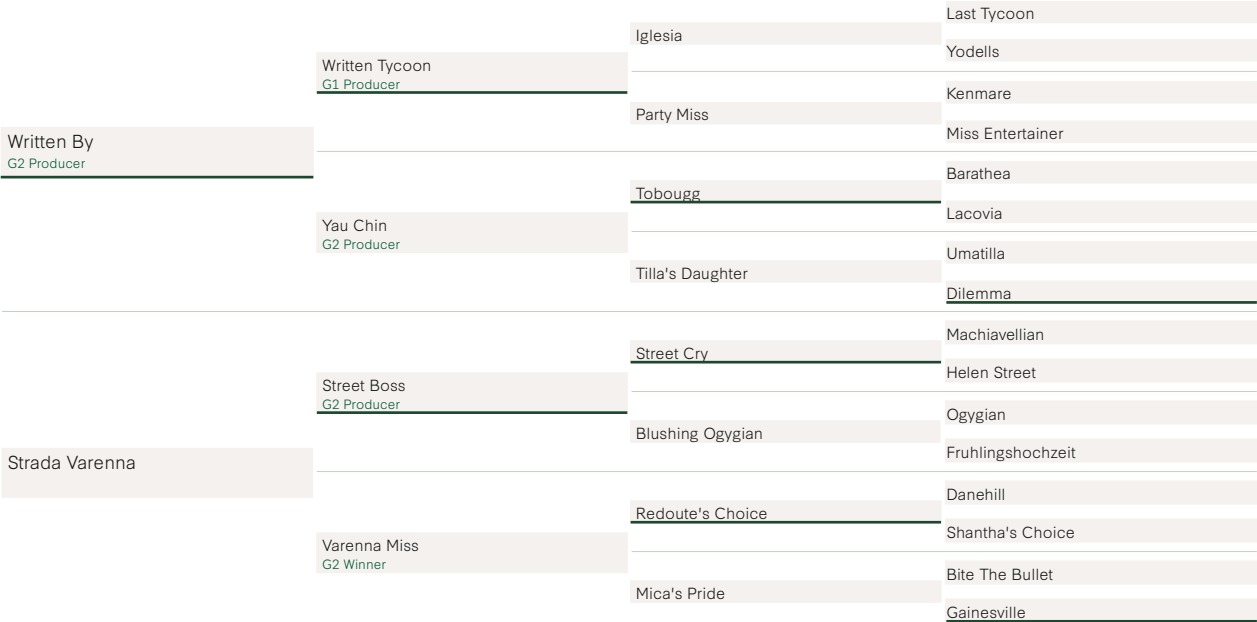 Written By
G2 Producer
Strada Varenna
Written Tycoon
G1 Producer
Yau Chin
G2 Producer
Street Boss
G2 Producer
Varenna Miss
G2 Winner
Iglesia
Party Miss
Tobougg
Tilla's Daughter
Street Cry
Blushing Ogygian
Redoute's Choice
Mica's Pride
Last Tycoon
Yodells
Kenmare
Miss Entertainer
Barathea
Lacovia
Umatilla
Dilemma
Machiavellian
Helen Street
Ogygian
Fruhlingshochzeit
Danehill
Shantha's Choice
Bite The Bullet
Gainesville